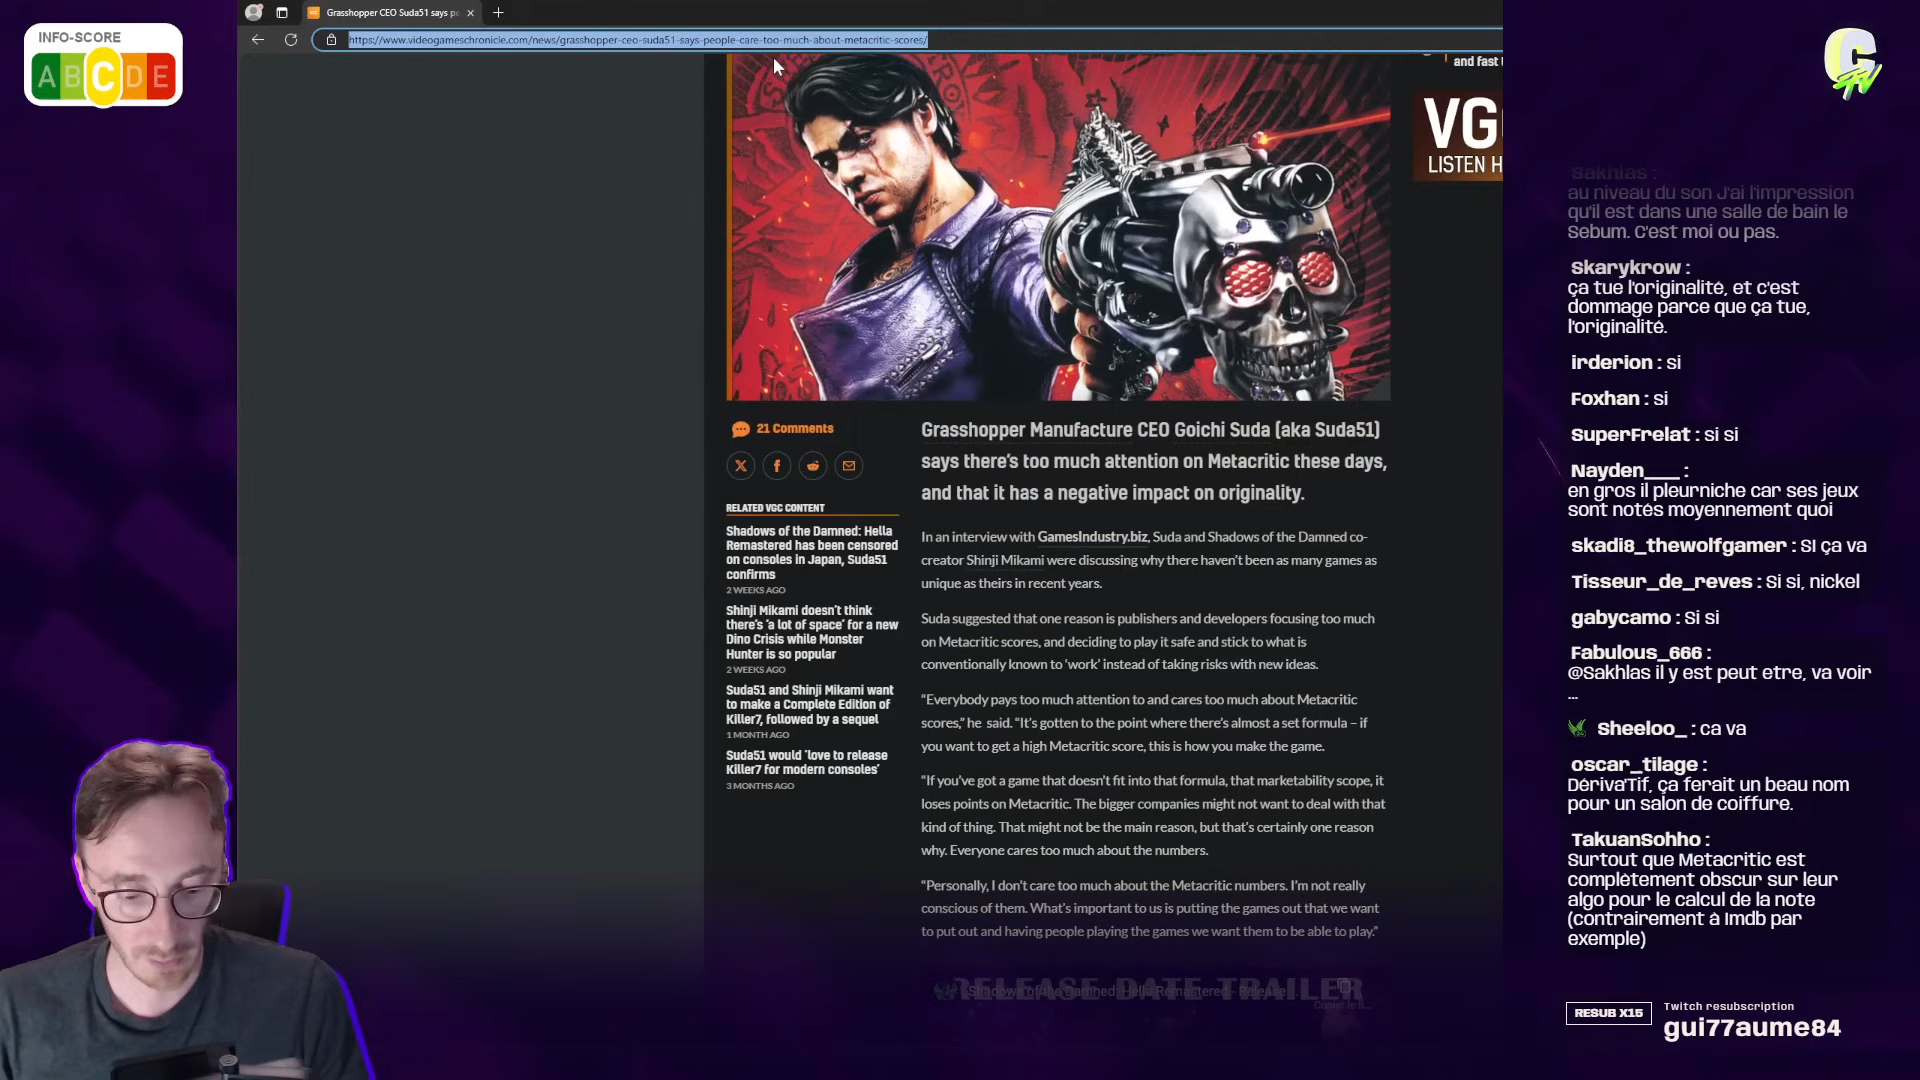 INFO-SCORE
A B C D E
Grasshopper CEO Suda51 says pe
https://www.videogameschronicle.com/news/grasshopper-ceo-suda51-says-people-care-too-much-about-metacritic-scores/
and fast
VG
LISTEN H
21 Comments
RELATED VGC CONTENT
Shadows of the Damned: Hella
Remastered has been censored
on consoles in Japan, Suda51
confirms
2 WEEKS AGO
Shinji Mikami doesn't think
there's 'a lot of space' for a new
Dino Crisis while Monster
Hunter is so popular
2 WEEKS AGO
Suda51 and Shinji Mikami want
to make a Complete Edition of
Killer7, followed by a sequel
1 MONTH AGO
Suda51 would 'love to release
Killer7 for modern consoles'
3 MONTHS AGO
Grasshopper Manufacture CEO Goichi Suda (aka Suda51)
says there's too much attention on Metacritic these days,
and that it has a negative impact on originality.
In an interview with GamesIndustry.biz, Suda and Shadows of the Damned co-
creator Shinji Mikami were discussing why there haven't been as many games as
unique as theirs in recent years.
Suda suggested that one reason is publishers and developers focusing too much
on Metacritic scores, and deciding to play it safe and stick to what is
conventionally known to 'work' instead of taking risks with new ideas.
“Everybody pays too much attention to and cares too much about Metacritic
scores,” he said. “It's gotten to the point where there's almost a set formula – if
you want to get a high Metacritic score, this is how you make the game.
“If you've got a game that doesn't fit into that formula, that marketability scope, it
loses points on Metacritic. The bigger companies might not want to deal with that
kind of thing. That might not be the main reason, but that's certainly one reason
why. Everyone cares too much about the numbers.
“Personally, I don't care too much about the Metacritic numbers. I'm not really
conscious of them. What's important to us is putting the games out that we want
to put out and having people playing the games we want them to be able to play.”
RELEASE DATE TRAILER
Shadows of the Damned: Hella Remastered - Release
Sakhlas :
au niveau du son J'ai l'impression
qu'il est dans une salle de bain le
Sebum. C'est moi ou pas.
Skarykrow :
ça tue l'originalité, et c'est
dommage parce que ça tue,
l'originalité.
irderion : si
Foxhan : si
SuperFrelat : si si
Nayden___ :
en gros il pleurniche car ses jeux
sont notés moyennement quoi
skadi8_thewolfgamer : SI ça va
Tisseur_de_reves : Si si, nickel
gabycamo : Si si
Fabulous_666 :
@Sakhlas il y est peut etre, va voir
...
Sheeloo_ : ca va
oscar_tilage :
Dériva'Tif, ça ferait un beau nom
pour un salon de coiffure.
TakuanSohho :
Surtout que Metacritic est
complètement obscur sur leur
algo pour le calcul de la note
(contrairement à Imdb par
exemple)
RESUB X15
Twitch resubscription
gui77aume84